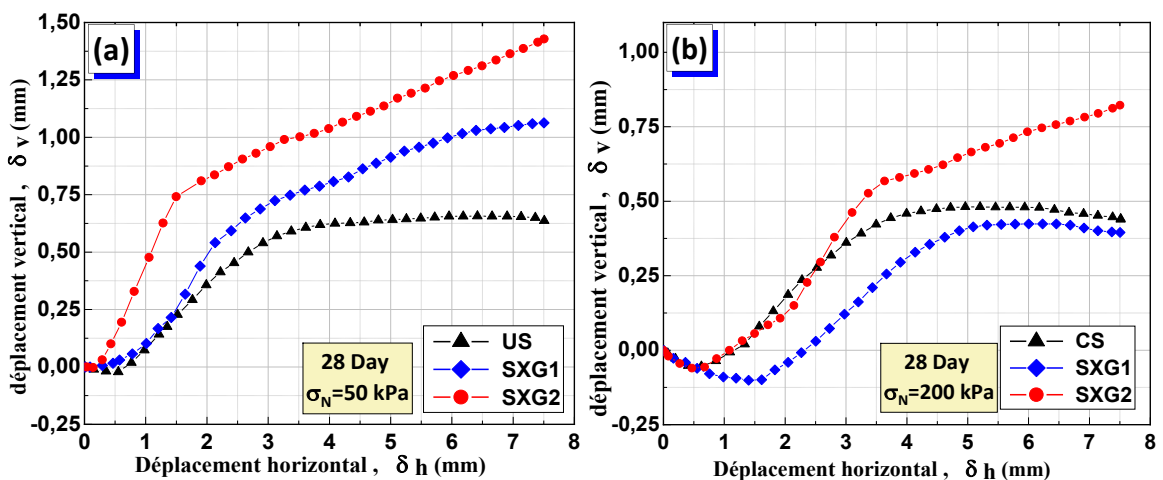 (a)
déplacement vertical , δ v (mm)
1,50
1,25
1,00
0,75
0,50
0,25
0,00
-0,25
0 1 2 3 4 5 6 7 8
Déplacement horizontal , δ h (mm)
28 Day
σN=50 kPa
US
SXG1
SXG2
(b)
déplacement vertical , δ v (mm)
1,00
0,75
0,50
0,25
0,00
-0,25
0 1 2 3 4 5 6 7 8
Déplacement horizontal , δ h (mm)
28 Day
σN=200 kPa
CS
SXG1
SXG2